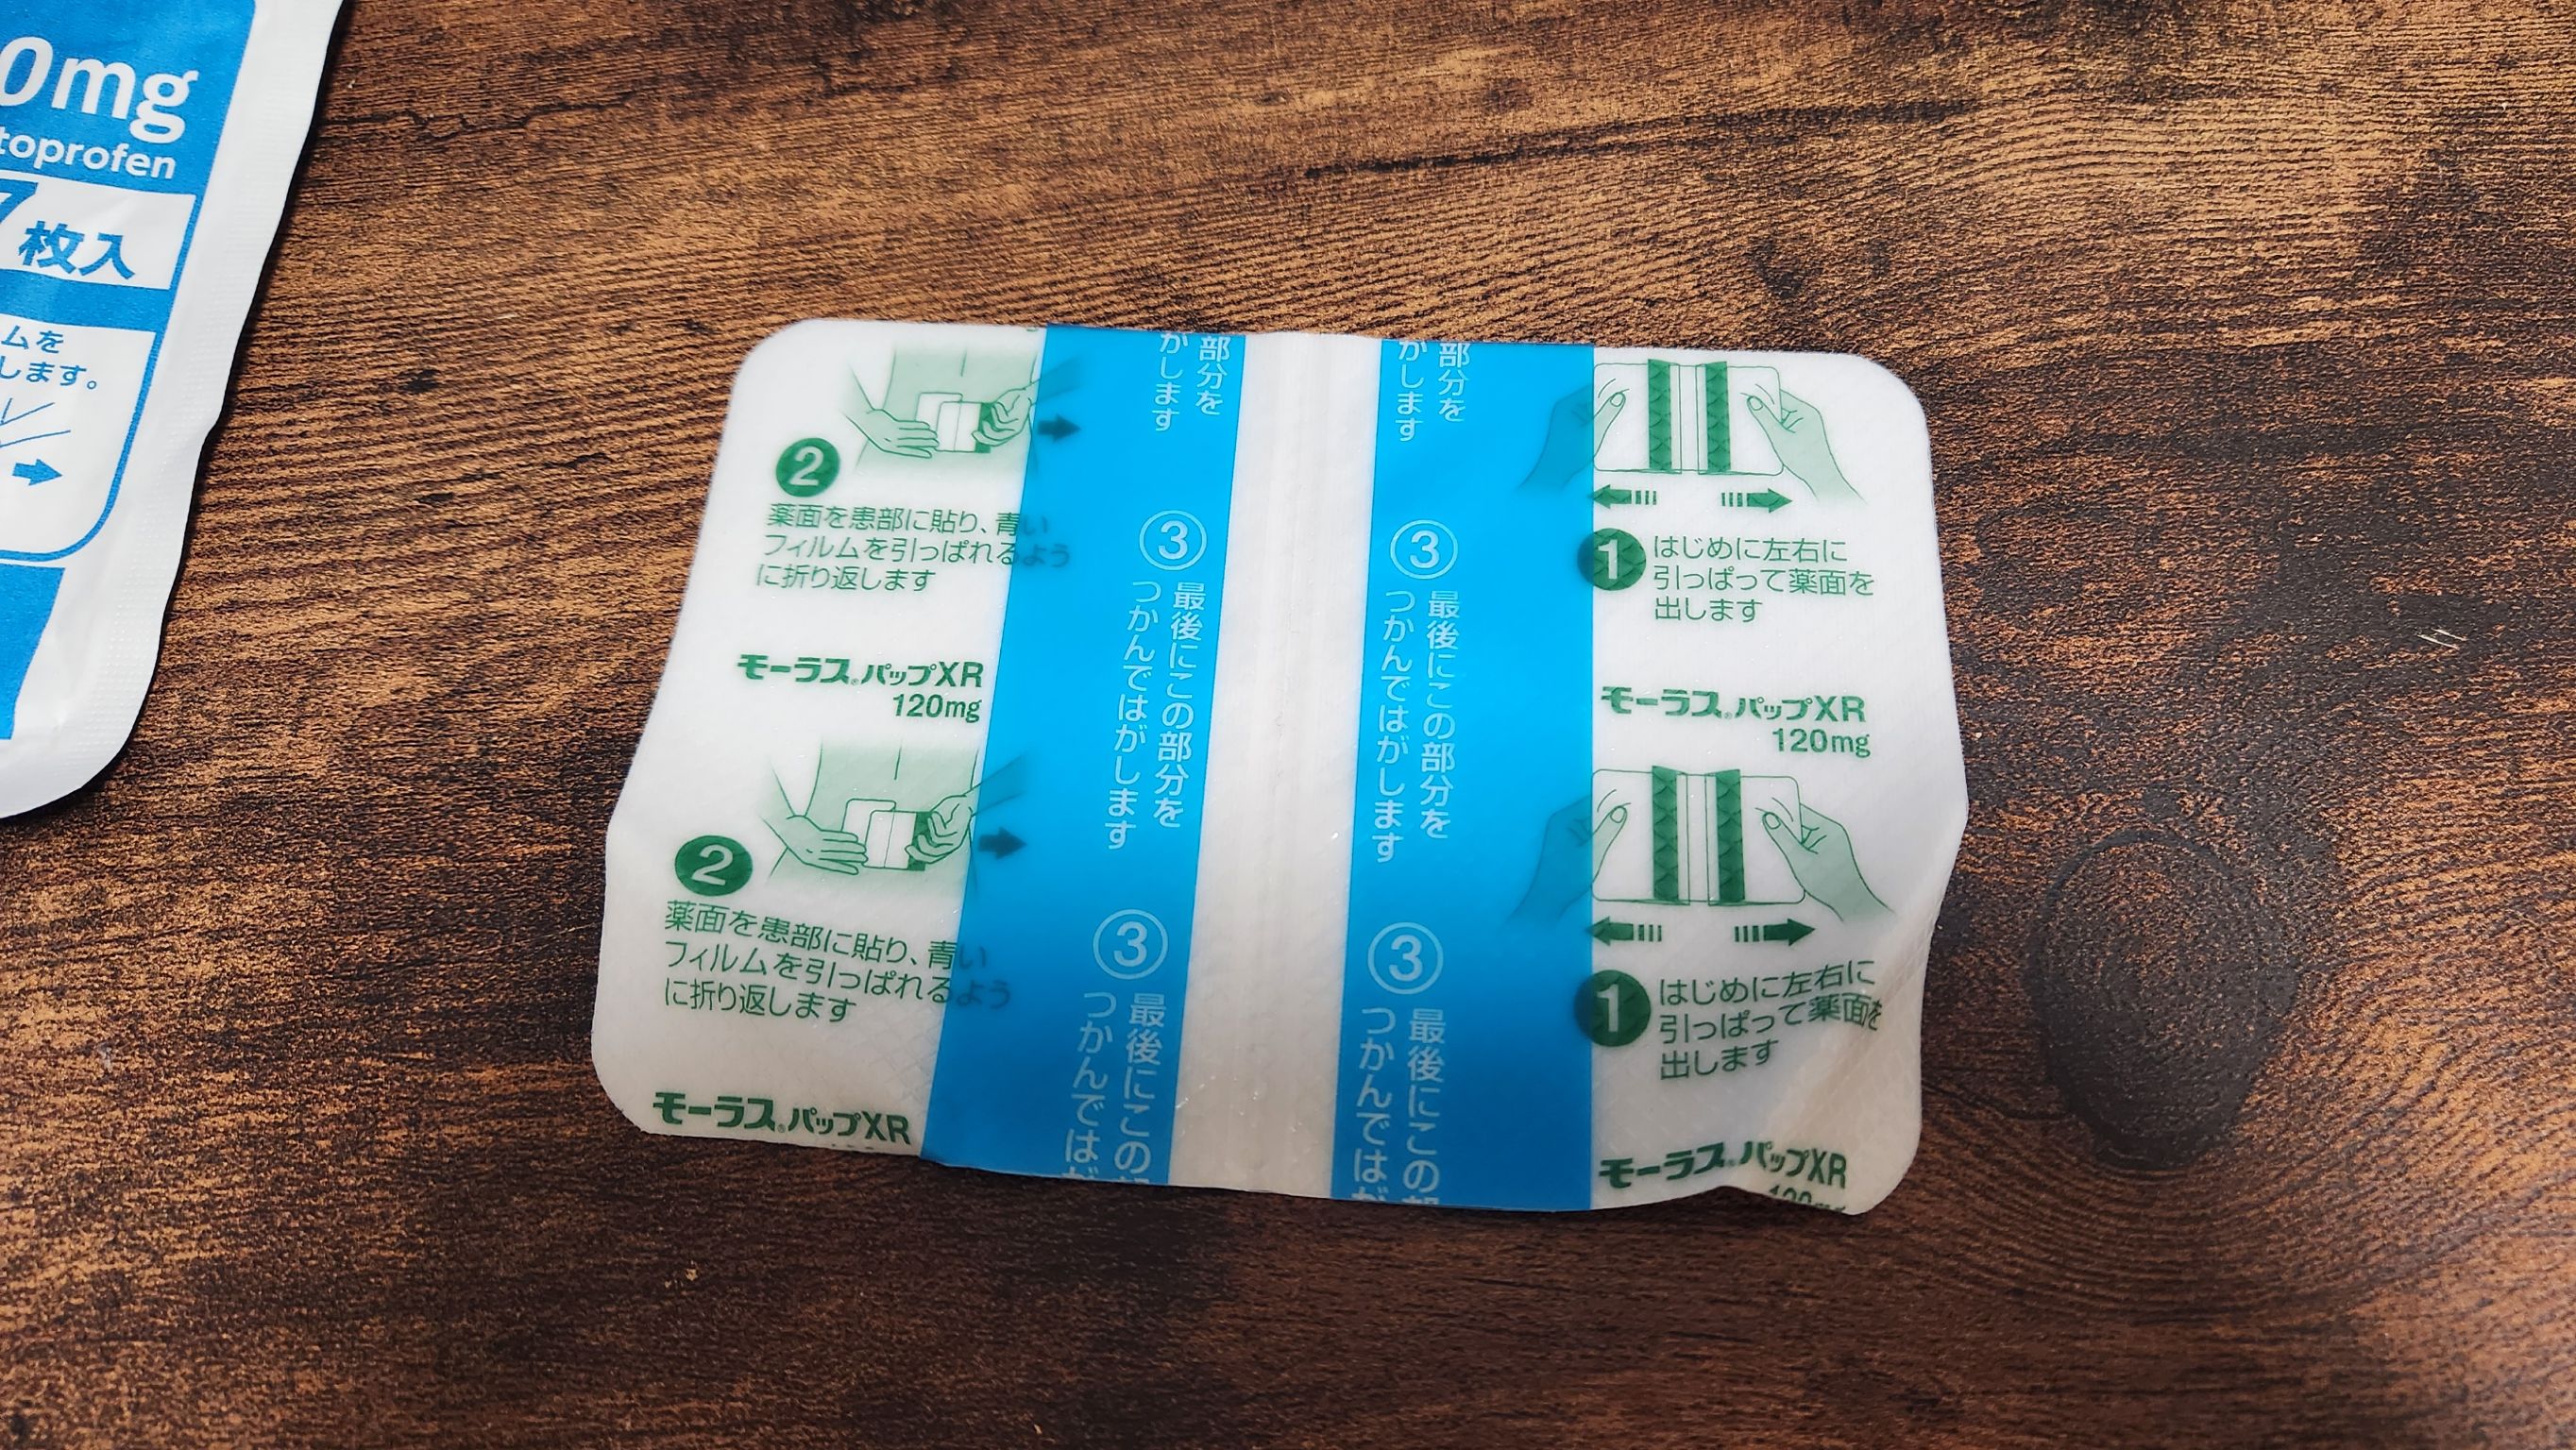 0mg
toprofen
7枚入
ムを
します。
2
薬面を患部に貼り、青い
フィルムを引っぱれるよう
に折り返します
モーラス®パップXR
120mg
2
薬面を患部に貼り、青い
フィルムを引っぱれるよう
に折り返します
モーラス®パップXR
部分を
がします
③
最後にこの部分を
つかんではがします
③
最後にこの部
つかんではが
部分を
がします
③
最後にこの部分を
つかんではがします
③
最後にこの部
つかんではが
1
はじめに左右に
引っぱって薬面を
出します
モーラス®パップXR
120mg
1
はじめに左右に
引っぱって薬面を
出します
モーラス®パップXR
120mg